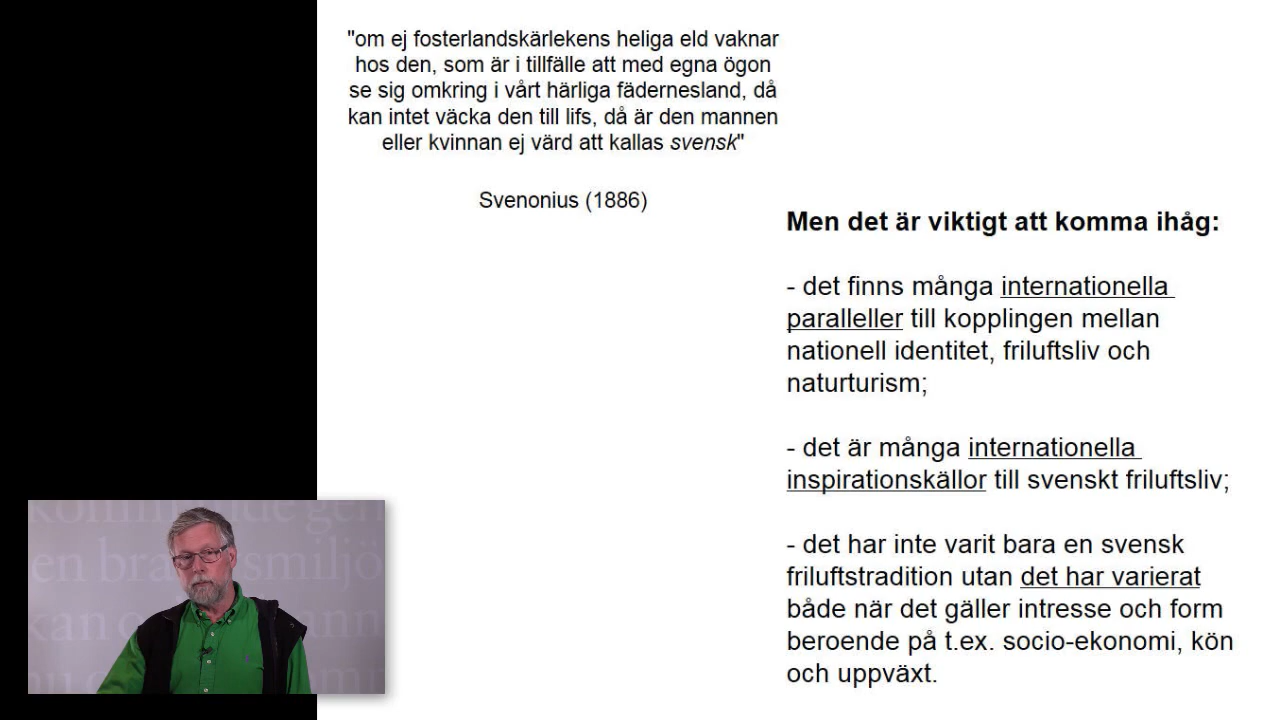 "om ej fosterlandskärlekens heliga eld vaknar
hos den, som är i tillfälle att med egna ögon
se sig omkring i vårt härliga fädernesland, då
kan intet väcka den till lifs, då är den mannen
eller kvinnan ej värd att kallas svensk"
Svenonius (1886)
Men det är viktigt att komma ihåg:
- det finns många internationella
paralleller till kopplingen mellan
nationell identitet, friluftsliv och
naturturism;
- det är många internationella
inspirationskällor till svenskt friluftsliv;
- det har inte varit bara en svensk
friluftstradition utan det har varierat
både när det gäller intresse och form
beroende på t.ex. socio-ekonomi, kön
och uppväxt.
en